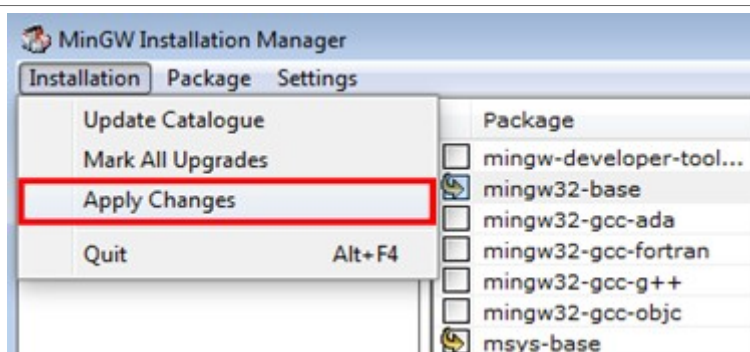 MinGW Installation Manager
Installation Package Settings
Update Catalogue
Mark All Upgrades
Apply Changes
Quit Alt+F4
Package
mingw-developer-tool...
mingw32-base
mingw32-gcc-ada
mingw32-gcc-fortran
mingw32-gcc-g++
mingw32-gcc-objc
msys-base